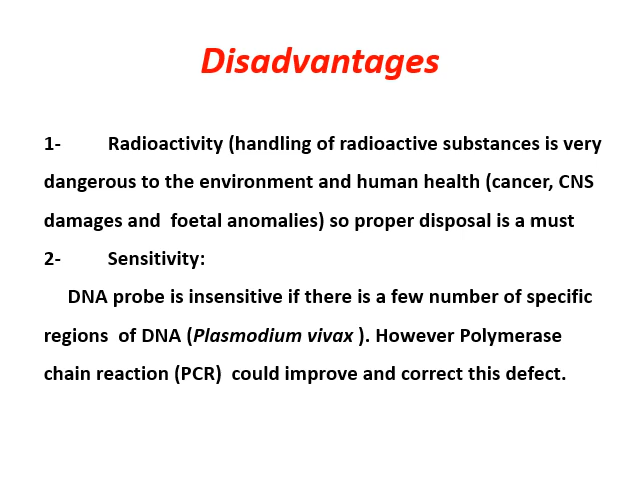 Disadvantages
1- Radioactivity (handling of radioactive substances is very
dangerous to the environment and human health (cancer, CNS
damages and  foetal anomalies) so proper disposal is a must
2- Sensitivity:
DNA probe is insensitive if there is a few number of specific
regions  of DNA (Plasmodium vivax ). However Polymerase
chain reaction (PCR)  could improve and correct this defect.